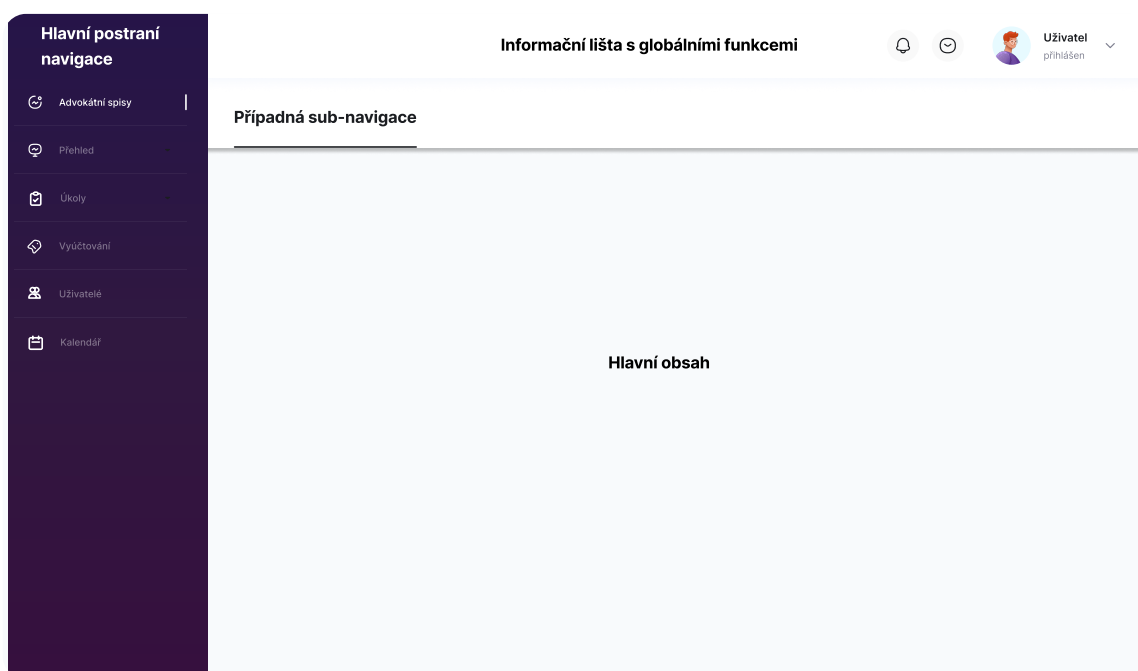 Hlavní postraní
navigace
Informační lišta s globálními funkcemi
Uživatel
přihlášen
Advokátní spisy
Případná sub-navigace
Přehled
Úkoly
Vyúčtování
Uživatelé
Kalendář
Hlavní obsah